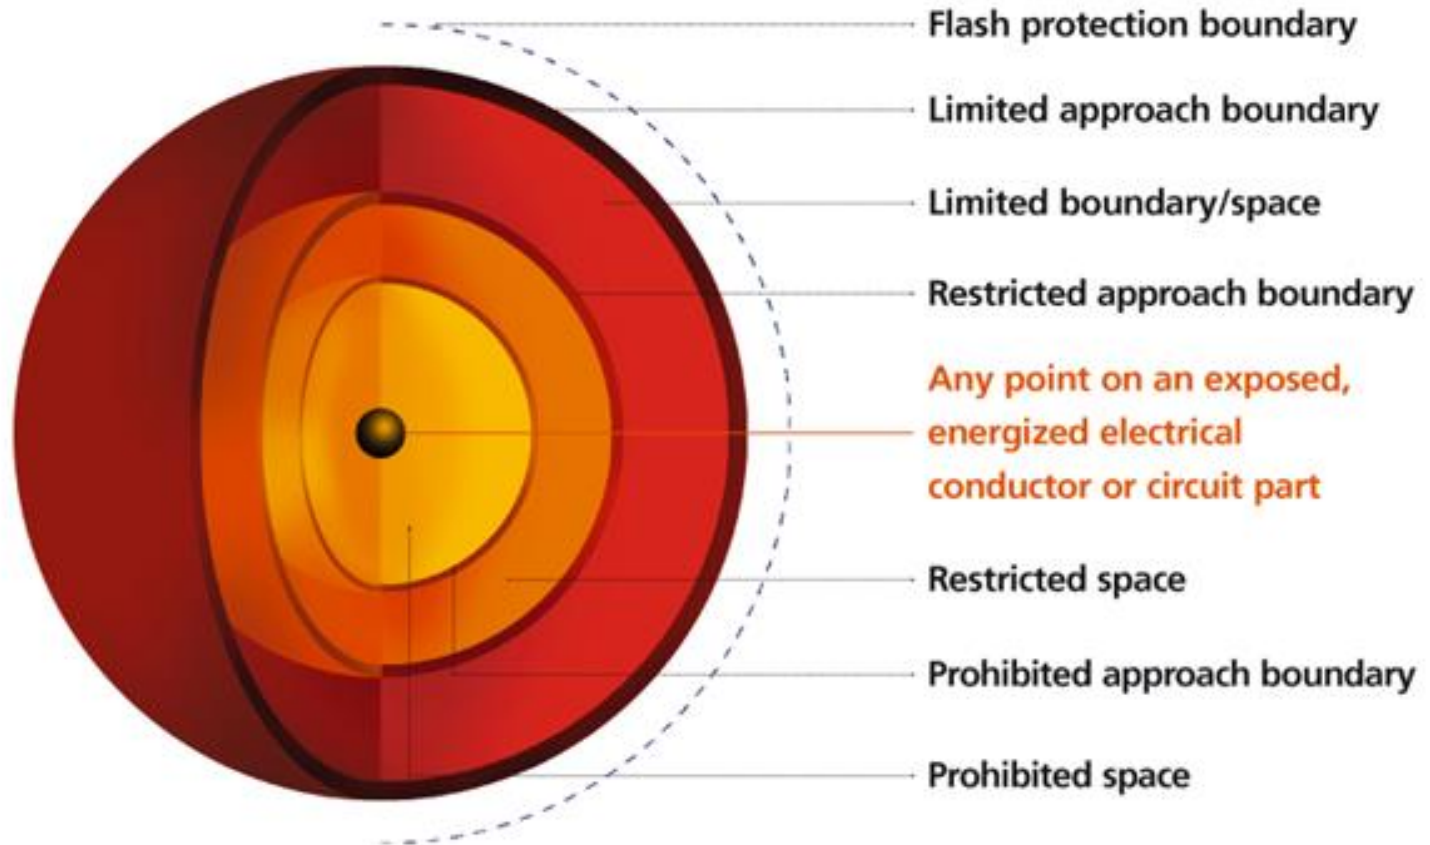 Flash protection boundary
Limited approach boundary
Limited boundary/space
Restricted approach boundary
Any point on an exposed,
energized electrical
conductor or circuit part
Restricted space
Prohibited approach boundary
Prohibited space